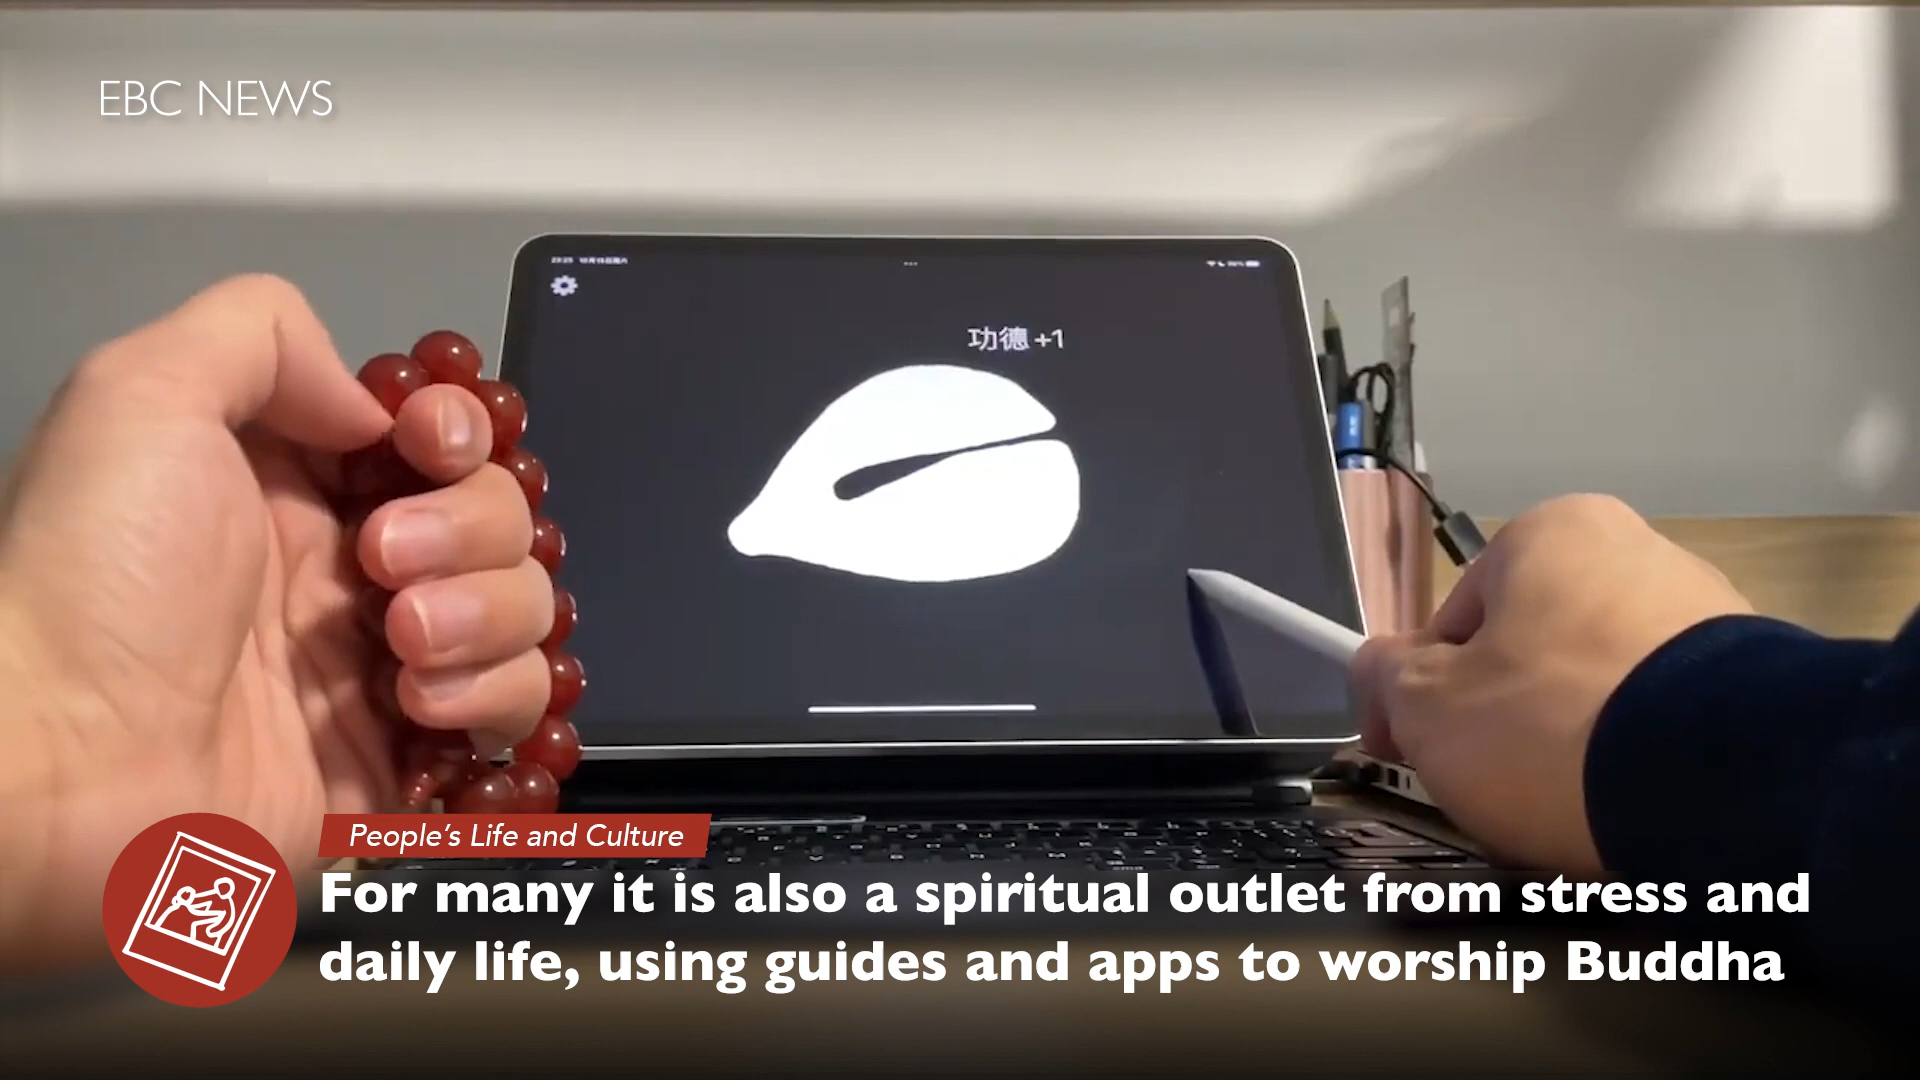 EBC NEWS
功德 +1
People's Life and Culture
For many it is also a spiritual outlet from stress and
daily life, using guides and apps to worship Buddha